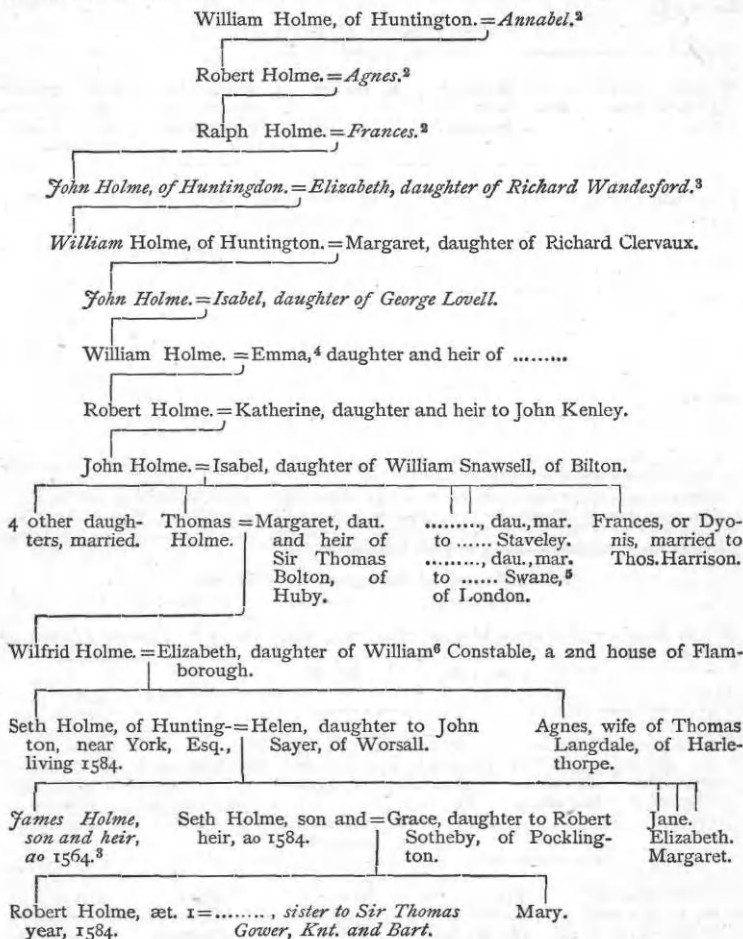 William Holme, of Huntington.=Annabel.²
Robert Holme.=Agnes.²
Ralph Holme.=Frances.²
John Holme, of Huntingdon.=Elizabeth, daughter of Richard Wandesford.³
William Holme, of Huntington.=Margaret, daughter of Richard Clervaux.
John Holme.=Isabel, daughter of George Lovell.
William Holme.=Emma,⁴ daughter and heir of .........
Robert Holme.=Katherine, daughter and heir to John Kenley.
John Holme.=Isabel, daughter of William Snawsell, of Bilton.
4 other daugh-
ters, married.
Thomas
Holme.
=Margaret, dau.
and heir of
Sir Thomas
Bolton, of
Huby.
........., dau., mar.
to ...... Staveley.
........., dau., mar.
to ...... Swane,⁵
of London.
Frances, or Dyo-
nis, married to
Thos. Harrison.
Wilfrid Holme.=Elizabeth, daughter of William⁶ Constable, a 2nd house of Flam-
borough.
Seth Holme, of Hunting-
ton, near York, Esq.,
living 1584.
=Helen, daughter to John
Sayer, of Worsall.
Agnes, wife of Thomas
Langdale, of Harle-
thorpe.
James Holme,
son and heir,
ao 1564.³
Seth Holme, son and
heir, ao 1584.
=Grace, daughter to Robert
Sotheby, of Pockling-
ton.
Jane.
Elizabeth.
Margaret.
Robert Holme, æt. 1
year, 1584.
=........, sister to Sir Thomas
Gower, Knt. and Bart.
Mary.